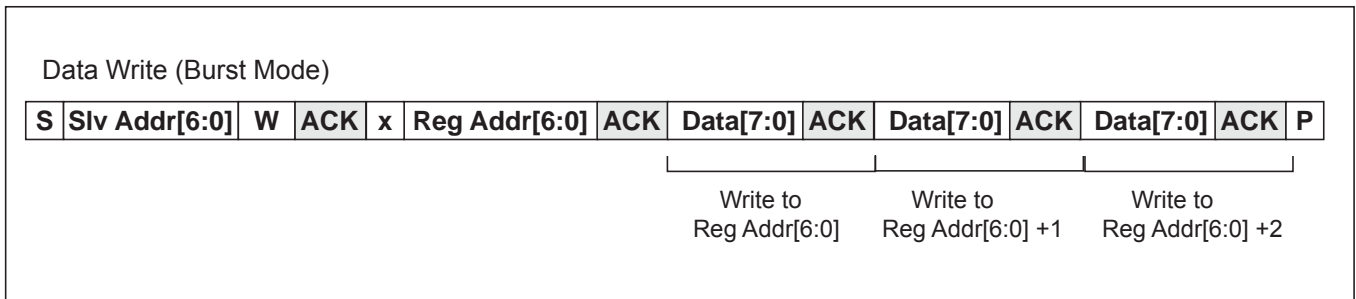 Data Write (Burst Mode)
S Slv Addr[6:0] W ACK x Reg Addr[6:0] ACK Data[7:0] ACK Data[7:0] ACK Data[7:0] ACK P
Write to Write to Write to
Reg Addr[6:0] Reg Addr[6:0] +1 Reg Addr[6:0] +2